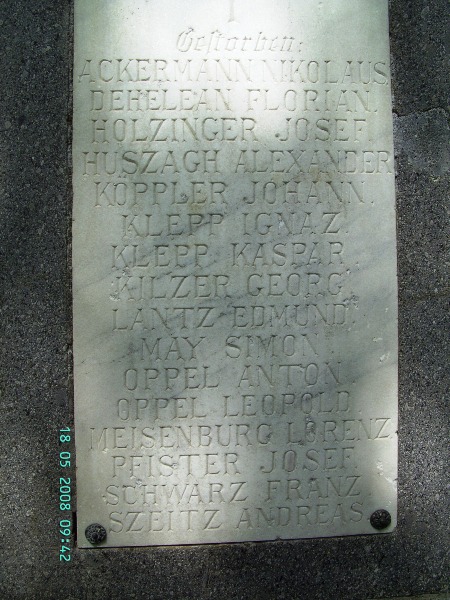 Gestorben:
ACKERMANN NIKOLAUS.
DEHELEAN FLORIAN.
HOLZINGER JOSEF
HUSZAGH ALEXANDER
KÖPPLER JOHANN.
KLEPP IGNAZ.
KLEPP KASPAR.
KILZER GEORG
LANTZ EDMUND
MAY SIMON
OPPEL ANTON.
OPPEL LEOPOLD.
MEISENBURG LORENZ.
PFISTER JOSEF.
SCHWARZ FRANZ
SZEITZ ANDREAS.
18 05 2008 09:42